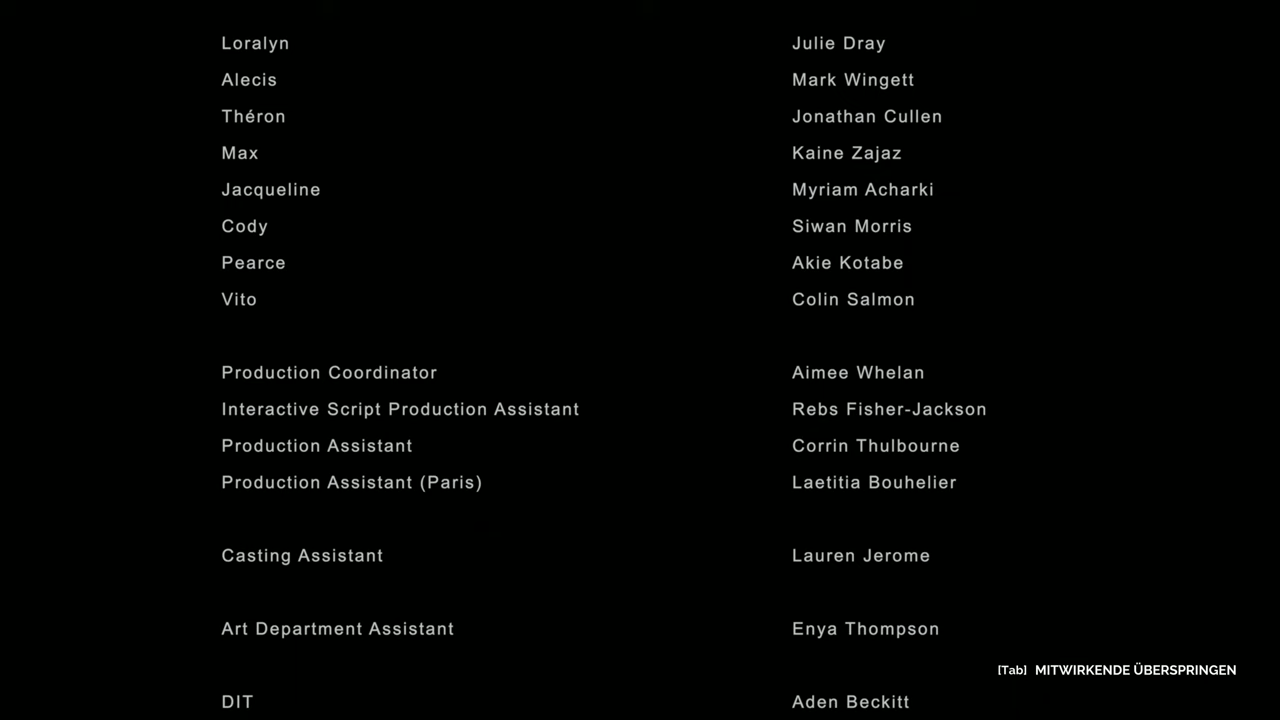 Loralyn Julie Dray
Alecis Mark Wingett
Théron Jonathan Cullen
Max Kaine Zajaz
Jacqueline Myriam Acharki
Cody Siwan Morris
Pearce Akie Kotabe
Vito Colin Salmon
Production Coordinator Aimee Whelan
Interactive Script Production Assistant Rebs Fisher-Jackson
Production Assistant Corrin Thulbourne
Production Assistant (Paris) Laetitia Bouhelier
Casting Assistant Lauren Jerome
Art Department Assistant Enya Thompson
[Tab] MITWIRKENDE ÜBERSPRINGEN
DIT Aden Beckitt